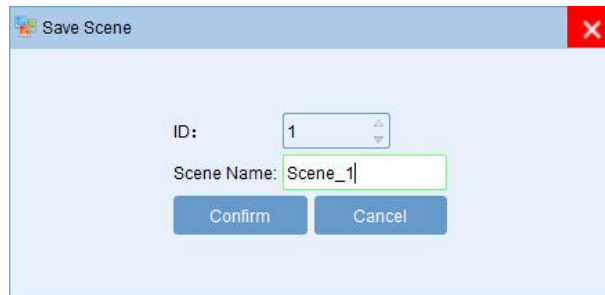 Save Scene
ID: 1
Scene Name: Scene_1
Confirm Cancel